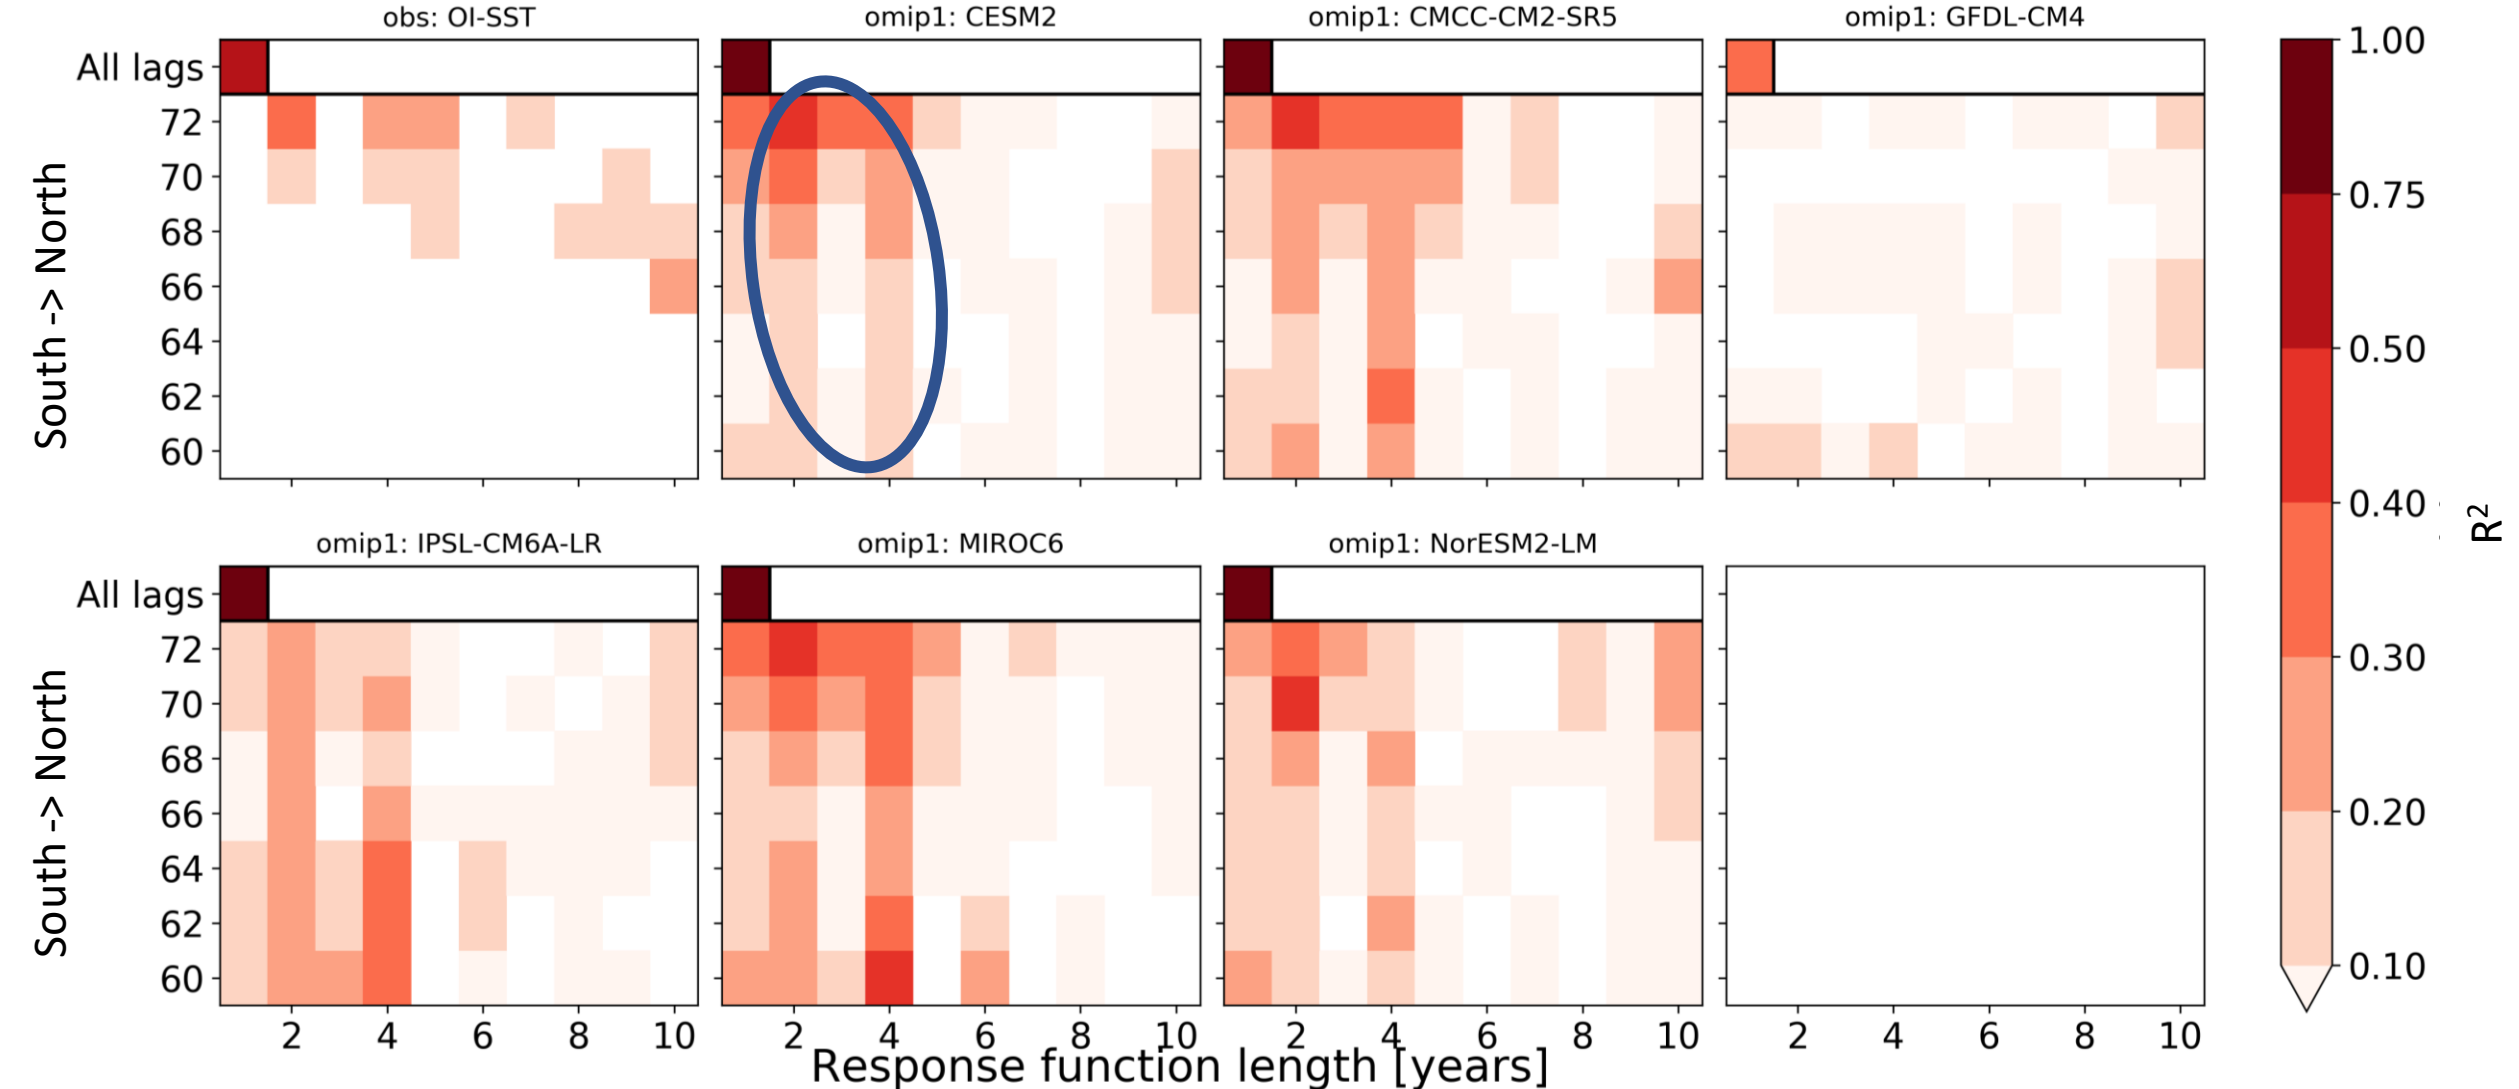 obs: OI-SST
omip1: CESM2
omip1: CMCC-CM2-SR5
omip1: GFDL-CM4
All lags
72
70
68
66
64
62
60
South -> North
1.00
0.75
0.50
0.40
0.30
0.20
0.10
R²
omip1: IPSL-CM6A-LR
omip1: MIROC6
omip1: NorESM2-LM
All lags
72
70
68
66
64
62
60
South -> North
2 4 6 8 10
2 4 6 8 10
2 4 6 8 10
2 4 6 8 10
Response function length [years]